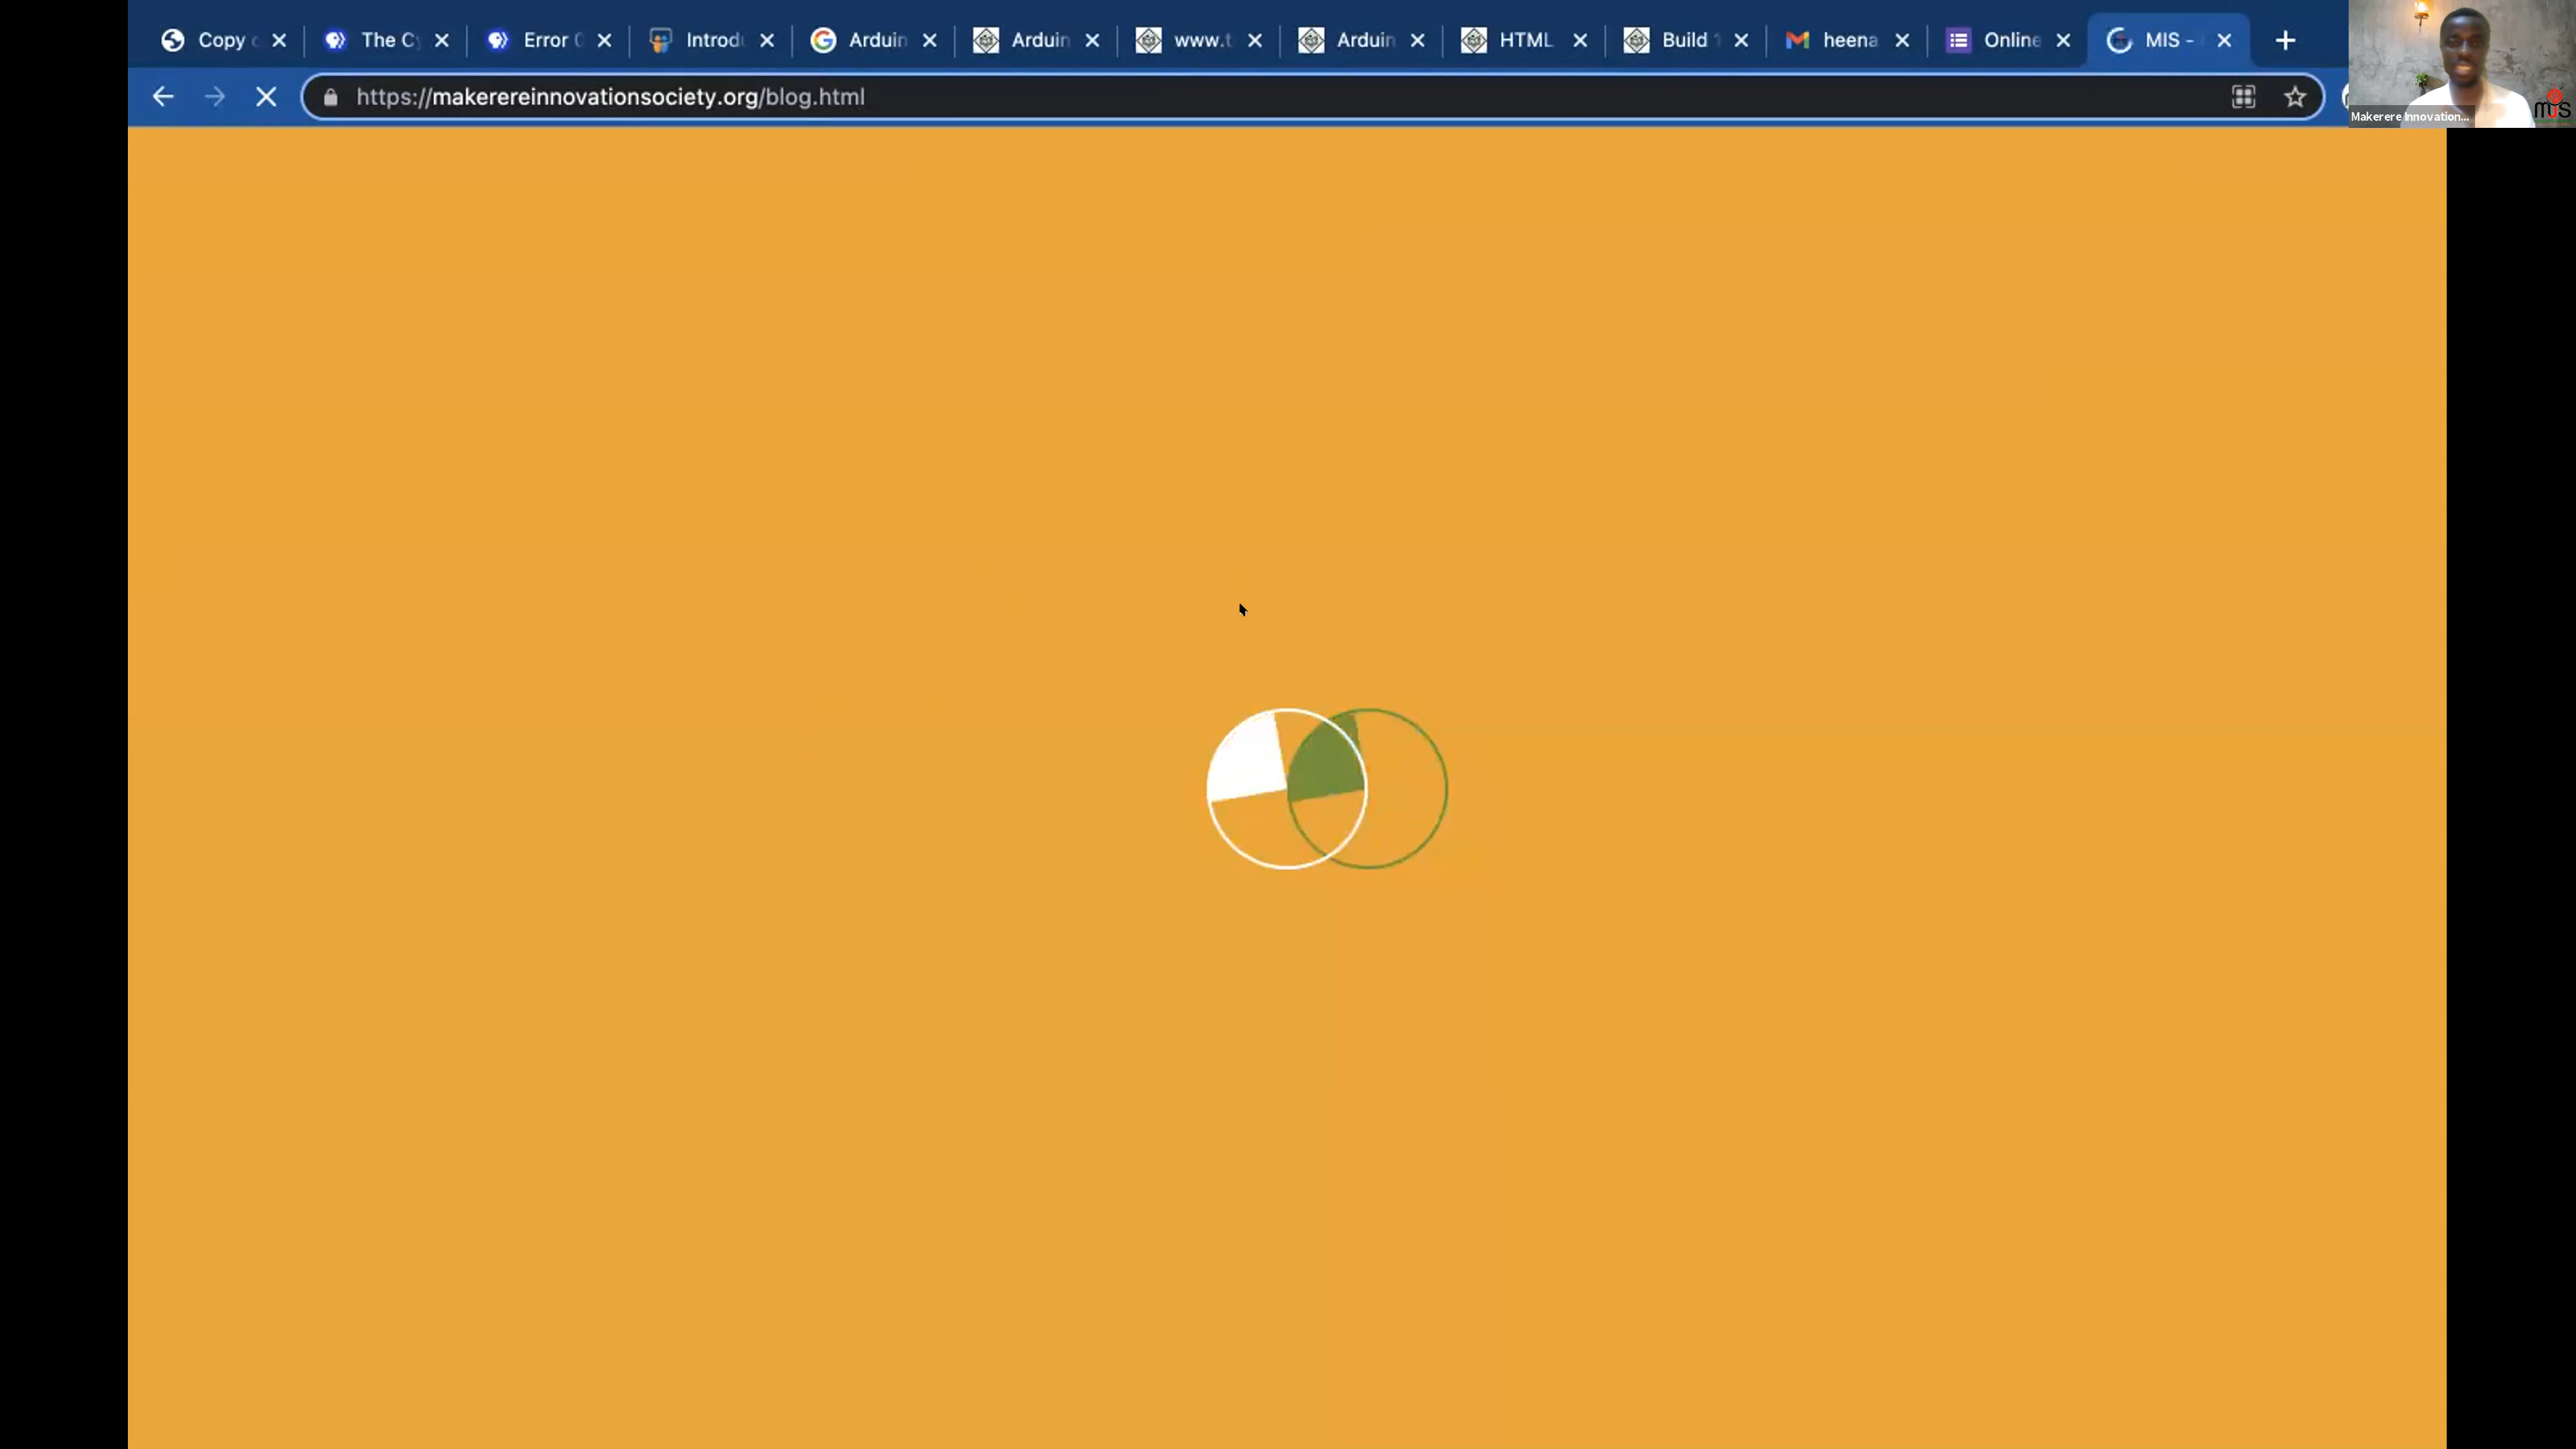 Copy
The C
Error
Introd
Arduin
Arduin
www.t
Arduin
HTML
Build
heena
Online
MIS -
https://makerereinnovationsociety.org/blog.html
Makerere Innovation...
mis